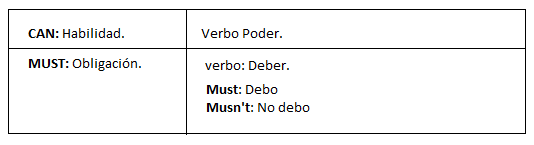 CAN: Habilidad.
Verbo Poder.
MUST: Obligación.
verbo: Deber.
Must: Debo
Musn't: No debo